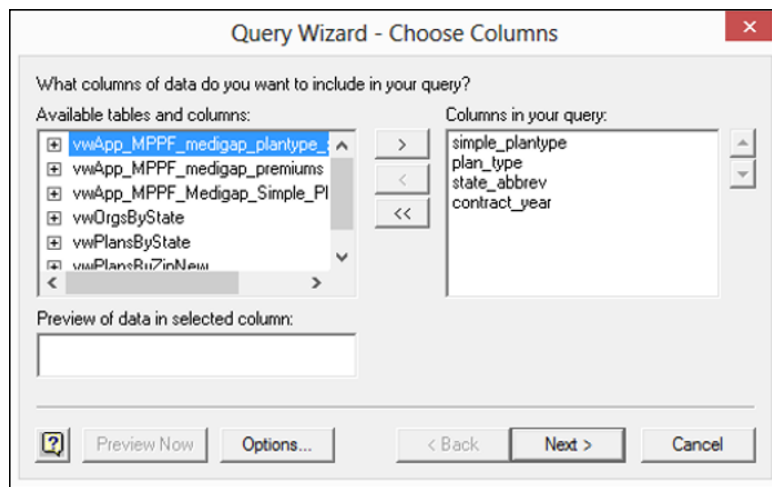 Query Wizard - Choose Columns
What columns of data do you want to include in your query?
Available tables and columns:
Columns in your query:
vwApp_MPPF_medigap_plantype_
vwApp_MPPF_medigap_premiums
vwApp_MPPF_Medigap_Simple_Pl
vwOrgsByState
vwPlansByState
vwPlansByZipNew
>
<
<<
simple_plantype
plan_type
state_abbrev
contract_year
Preview of data in selected column:
Preview Now
Options...
< Back
Next >
Cancel